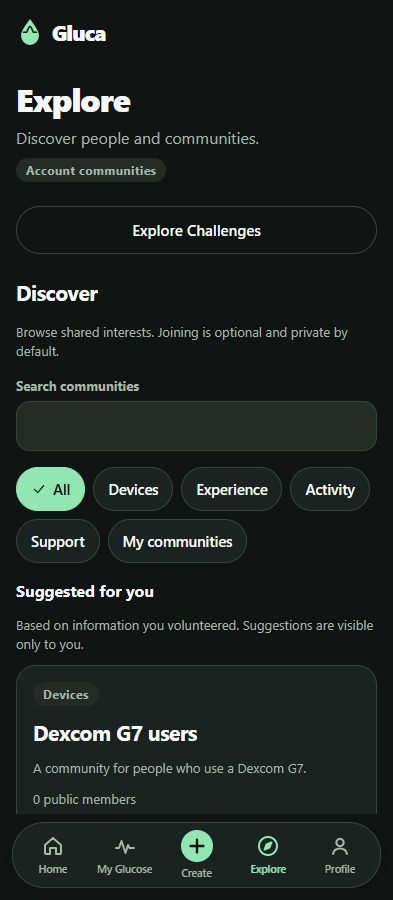 Gluca
Explore
Discover people and communities.
Account communities
Explore Challenges
Discover
Browse shared interests. Joining is optional and private by
default.
Search communities
All
Devices
Experience
Activity
Support
My communities
Suggested for you
Based on information you volunteered. Suggestions are visible
only to you.
Devices
Dexcom G7 users
A community for people who use a Dexcom G7.
0 public members
Home
My Glucose
Create
Explore
Profile